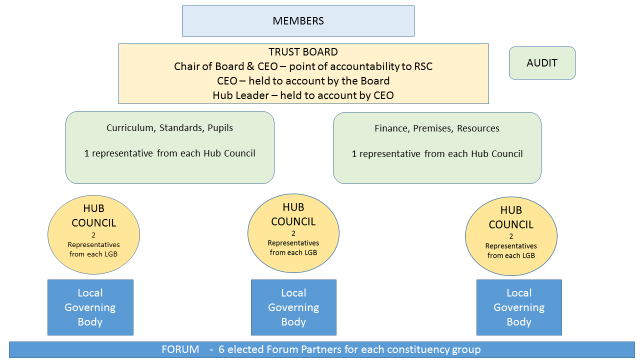 MEMBERS
TRUST BOARD
Chair of Board & CEO – point of accountability to RSC
CEO – held to account by the Board
Hub Leader – held to account by CEO
AUDIT
Curriculum, Standards, Pupils
1 representative from each Hub Council
Finance, Premises, Resources
1 representative from each Hub Council
HUB
COUNCIL
2
Representatives
from each LGB
HUB
COUNCIL
2
Representatives
from each LGB
HUB
COUNCIL
2
Representatives
from each LGB
Local
Governing
Body
Local
Governing
Body
Local
Governing
Body
FORUM - 6 elected Forum Partners for each constituency group